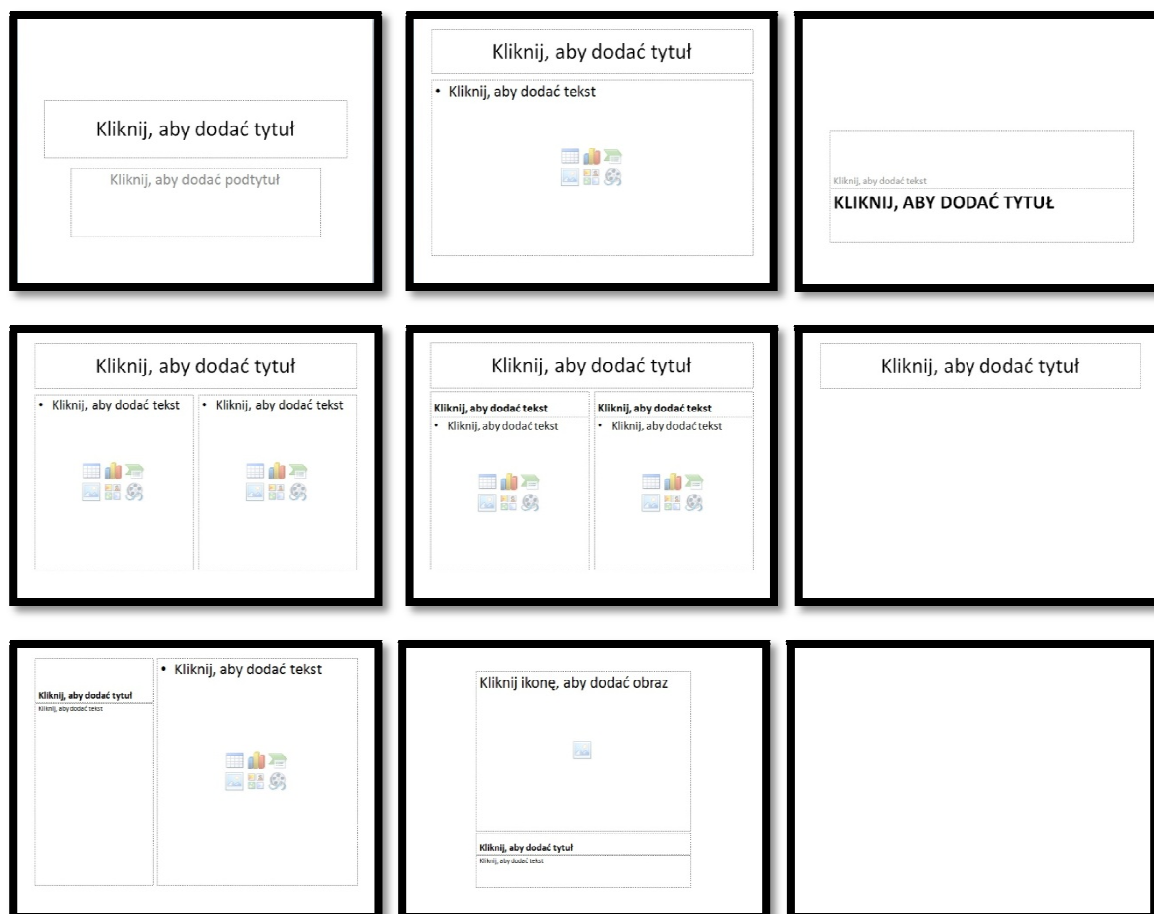 Kliknij, aby dodać tytuł
Kliknij, aby dodać podtytuł
Kliknij, aby dodać tytuł
• Kliknij, aby dodać tekst
Kliknij, aby dodać tekst
KLIKNIJ, ABY DODAĆ TYTUŁ
Kliknij, aby dodać tytuł
• Kliknij, aby dodać tekst
• Kliknij, aby dodać tekst
Kliknij, aby dodać tytuł
Kliknij, aby dodać tekst
• Kliknij, aby dodać tekst
Kliknij, aby dodać tekst
• Kliknij, aby dodać tekst
Kliknij, aby dodać tytuł
Kliknij, aby dodać tytuł
Kliknij, aby dodać tekst
• Kliknij, aby dodać tekst
Kliknij ikonę, aby dodać obraz
Kliknij, aby dodać tytuł
Kliknij, aby dodać tekst